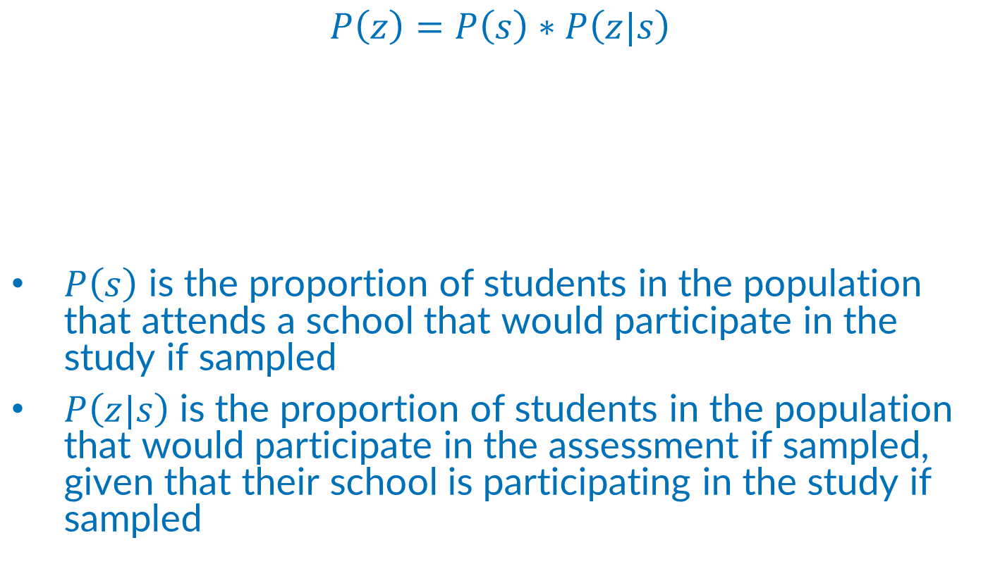 P(z) = P(s) ∗ P(z|s)
• P(s) is the proportion of students in the population
that attends a school that would participate in the
study if sampled
• P(z|s) is the proportion of students in the population
that would participate in the assessment if sampled,
given that their school is participating in the study if
sampled